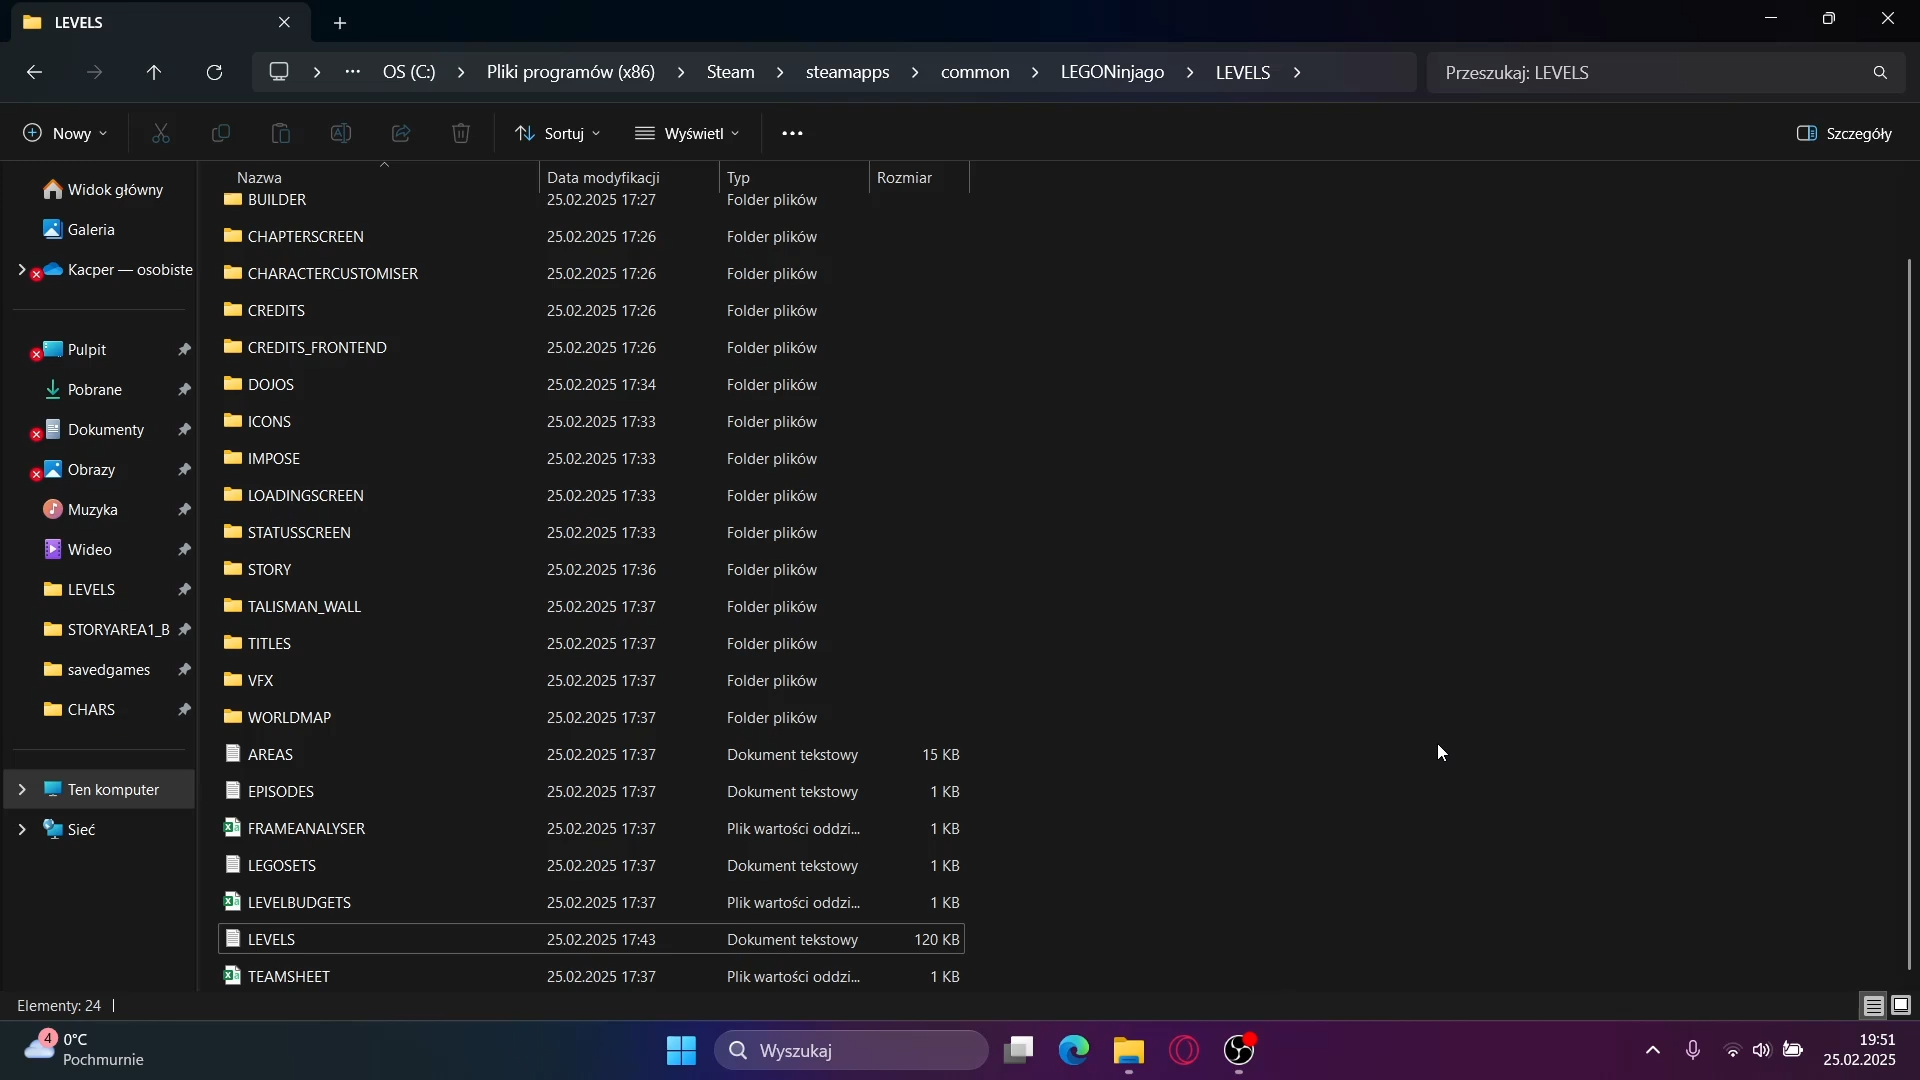 LEVELS
OS (C:) Pliki programów (x86) Steam steamapps common LEGONinjago LEVELS
Przeszukaj: LEVELS
Nowy Sortuj Wyświetl Szczegóły
Nazwa Data modyfikacji Typ Rozmiar
Widok główny
Galeria
Kacper — osobiste
Pulpit
Pobrane
Dokumenty
Obrazy
Muzyka
Wideo
LEVELS
STORYAREA1_B
savedgames
CHARS
Ten komputer
Sieć
BUILDER 25.02.2025 17:27 Folder plików
CHAPTERSCREEN 25.02.2025 17:26 Folder plików
CHARACTERCUSTOMISER 25.02.2025 17:26 Folder plików
CREDITS 25.02.2025 17:26 Folder plików
CREDITS_FRONTEND 25.02.2025 17:26 Folder plików
DOJOS 25.02.2025 17:34 Folder plików
ICONS 25.02.2025 17:33 Folder plików
IMPOSE 25.02.2025 17:33 Folder plików
LOADINGSCREEN 25.02.2025 17:33 Folder plików
STATUSSCREEN 25.02.2025 17:33 Folder plików
STORY 25.02.2025 17:36 Folder plików
TALISMAN_WALL 25.02.2025 17:37 Folder plików
TITLES 25.02.2025 17:37 Folder plików
VFX 25.02.2025 17:37 Folder plików
WORLDMAP 25.02.2025 17:37 Folder plików
AREAS 25.02.2025 17:37 Dokument tekstowy 15 KB
EPISODES 25.02.2025 17:37 Dokument tekstowy 1 KB
FRAMEANALYSER 25.02.2025 17:37 Plik wartości oddzi... 1 KB
LEGOSETS 25.02.2025 17:37 Dokument tekstowy 1 KB
LEVELBUDGETS 25.02.2025 17:37 Plik wartości oddzi... 1 KB
LEVELS 25.02.2025 17:43 Dokument tekstowy 120 KB
TEAMSHEET 25.02.2025 17:37 Plik wartości oddzi... 1 KB
Elementy: 24
4
0°C
Pochmurnie
Wyszukaj
19:51
25.02.2025